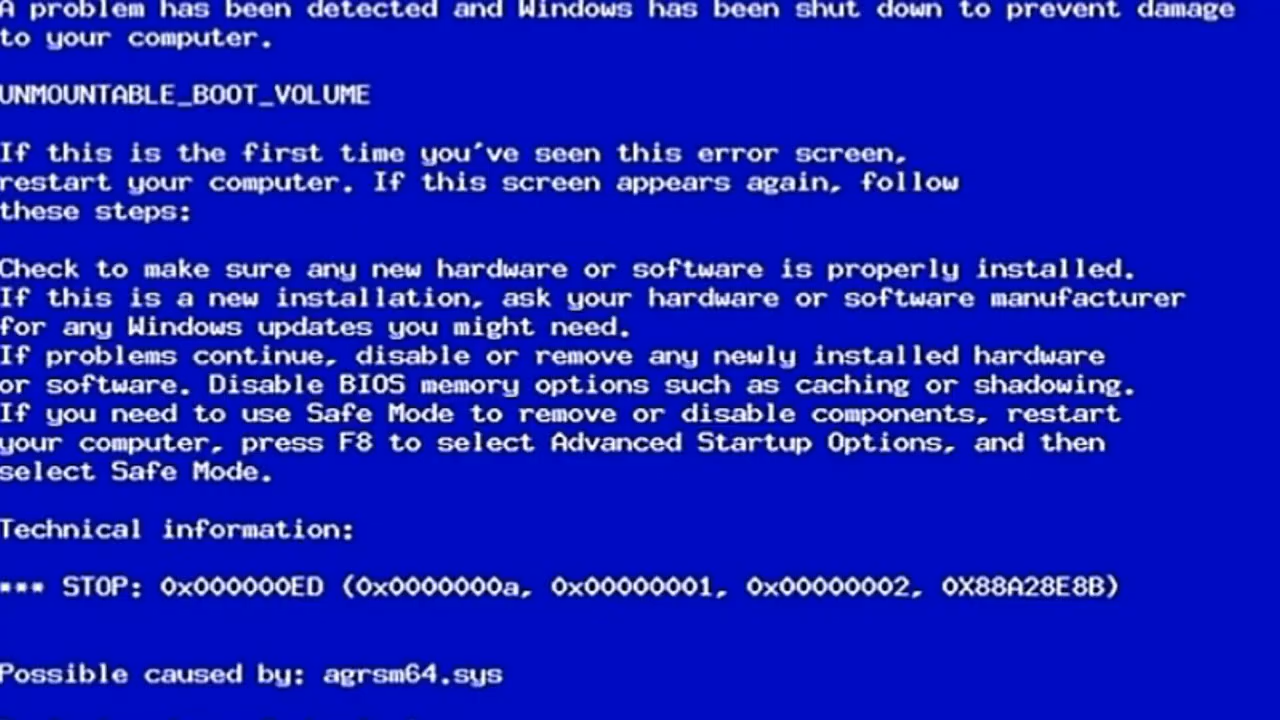 A problem has been detected and Windows has been shut down to prevent damage
to your computer.
UNMOUNTABLE_BOOT_VOLUME
If this is the first time you've seen this error screen,
restart your computer. If this screen appears again, follow
these steps:
Check to make sure any new hardware or software is properly installed.
If this is a new installation, ask your hardware or software manufacturer
for any Windows updates you might need.
If problems continue, disable or remove any newly installed hardware
or software. Disable BIOS memory options such as caching or shadowing.
If you need to use Safe Mode to remove or disable components, restart
your computer, press F8 to select Advanced Startup Options, and then
select Safe Mode.
Technical information:
*** STOP: 0x000000ED (0x0000000a, 0x00000001, 0x00000002, 0X88A28E8B)
Possible caused by: agrsm64.sys